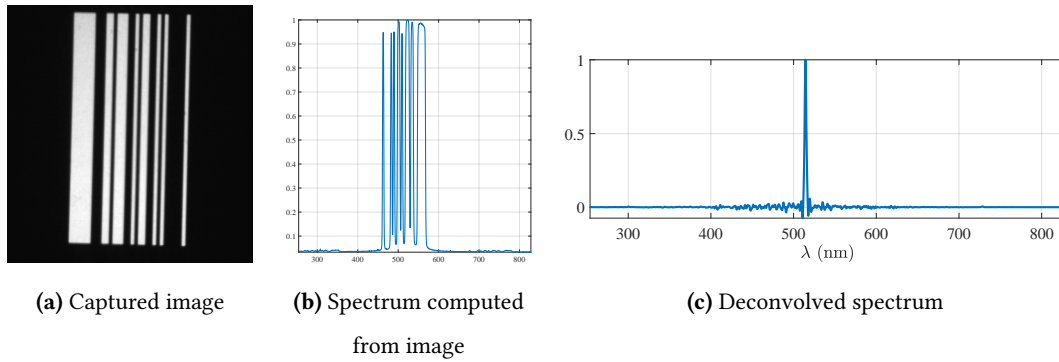 1
0.9
0.8
0.7
0.6
0.5
0.4
0.3
0.2
0.1
300 400 500 600 700 800
1
0.5
0
300 400 500 600 700 800
λ (nm)
(a) Captured image
(b) Spectrum computed
from image
(c) Deconvolved spectrum